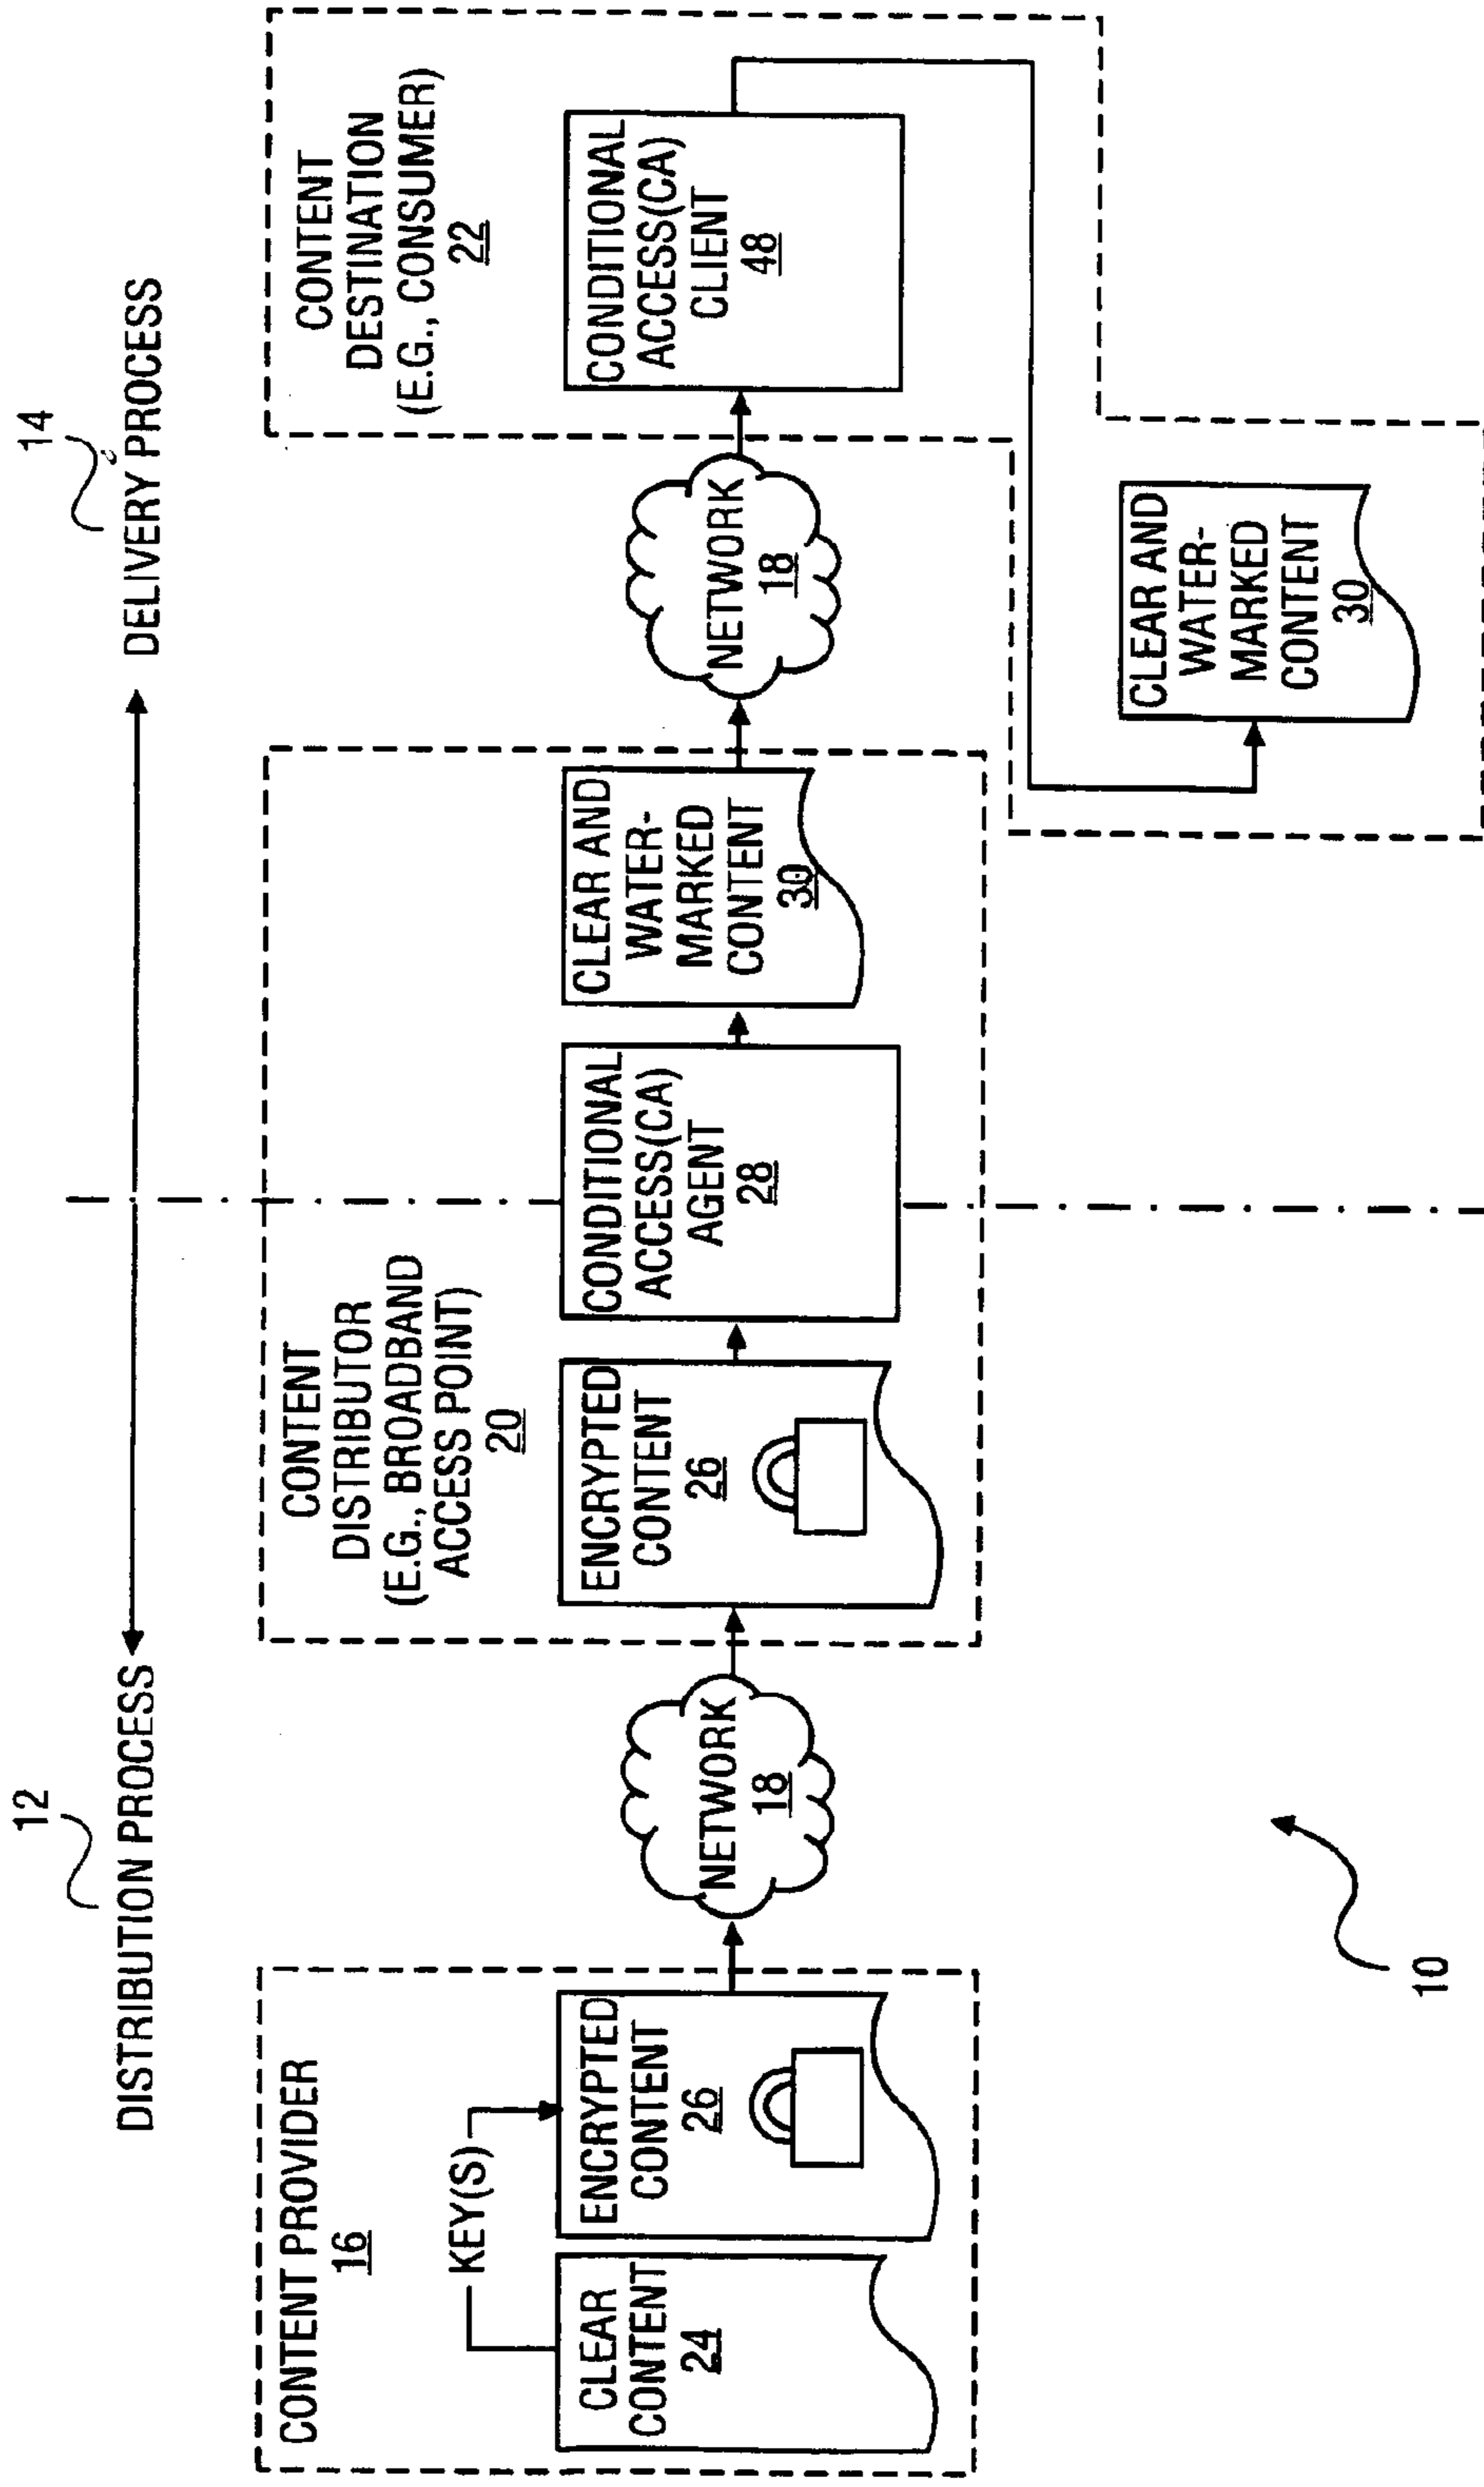 12
DISTRIBUTION PROCESS
14
DELIVERY PROCESS
CONTENT PROVIDER
16
KEY(S)
CLEAR
CONTENT
24
ENCRYPTED
CONTENT
26
NETWORK
18
CONTENT
DISTRIBUTOR
(E.G., BROADBAND
ACCESS POINT)
20
ENCRYPTED
CONTENT
26
CONDITIONAL
ACCESS(CA)
AGENT
28
CLEAR AND
WATER-
MARKED
CONTENT
30
NETWORK
18
CONTENT
DESTINATION
(E.G., CONSUMER)
22
CONDITIONAL
ACCESS(CA)
CLIENT
48
CLEAR AND
WATER-
MARKED
CONTENT
30
10